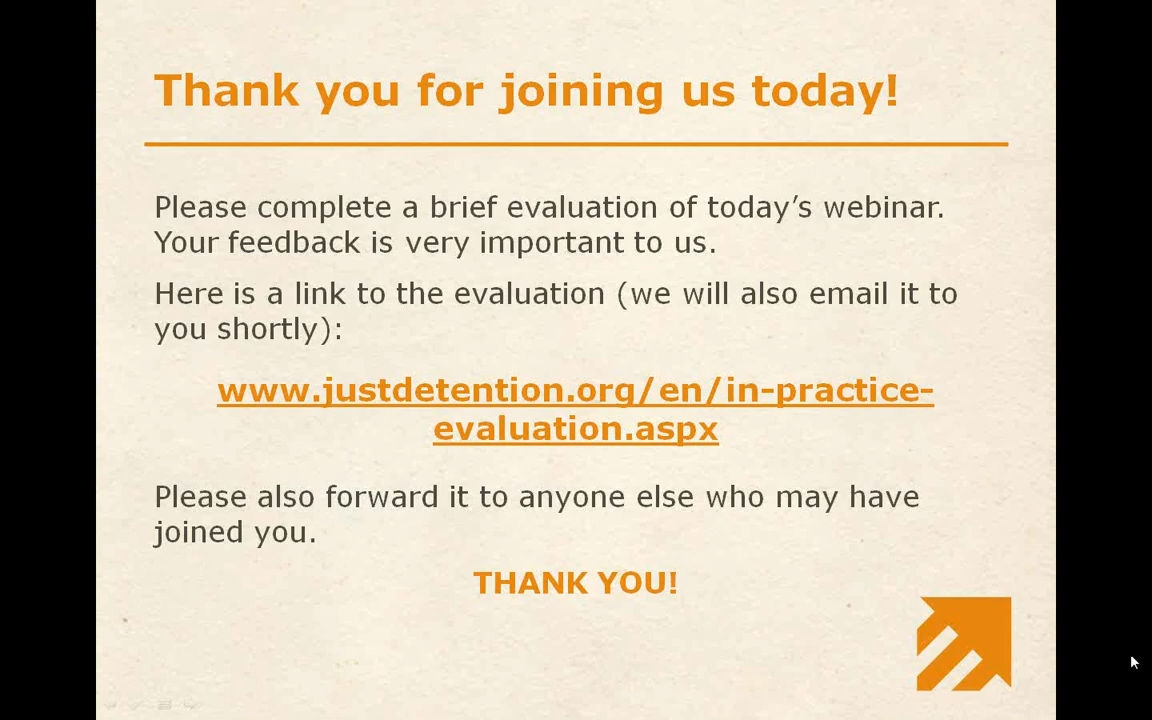 Thank you for joining us today!
Please complete a brief evaluation of today’s webinar.
Your feedback is very important to us.
Here is a link to the evaluation (we will also email it to
you shortly):
www.justdetention.org/en/in-practice-
evaluation.aspx
Please also forward it to anyone else who may have
joined you.
THANK YOU!